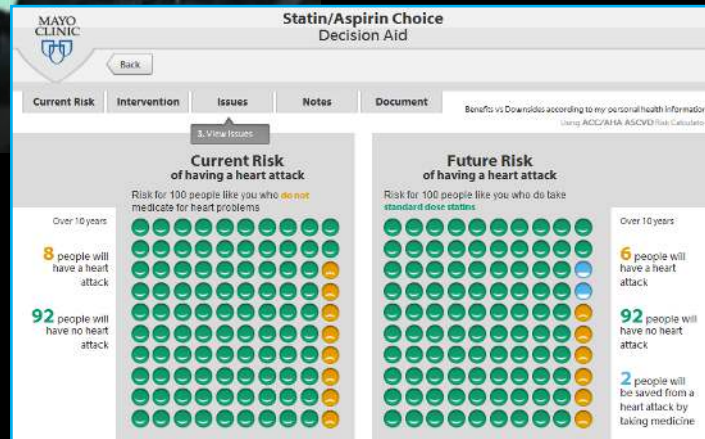 MAYO
CLINIC
Statin/Aspirin Choice
Decision Aid
Back
Current Risk
Intervention
Issues
Notes
Document
Benefits vs Downsides according to my personal health information
Using ACC/AHA ASCVD Risk Calculator
3. View Issues
Current Risk
of having a heart attack
Risk for 100 people like you who do not
medicate for heart problems
Over 10 years
8 people will
have a heart
attack
92 people will
have no heart
attack
Future Risk
of having a heart attack
Risk for 100 people like you who do take
standard dose statins
Over 10 years
6 people will
have a heart
attack
92 people will
have no heart
attack
2 people will
be saved from a
heart attack by
taking medicine